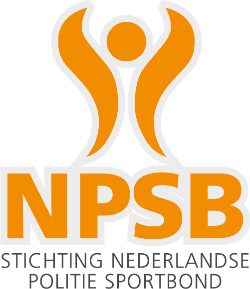 NPSB
STICHTING NEDERLANDSE
POLITIE SPORTBOND